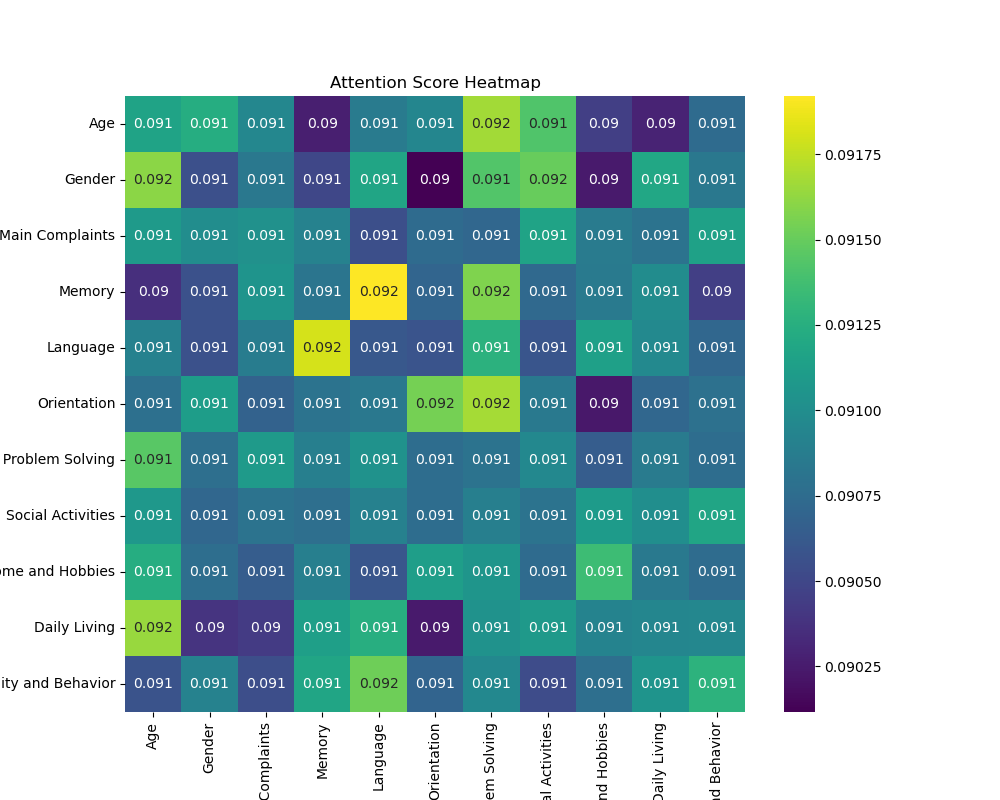 Attention Score Heatmap
Age 0.091 0.091 0.091 0.09 0.091 0.091 0.092 0.091 0.09 0.09 0.091
Gender 0.092 0.091 0.091 0.091 0.091 0.09 0.091 0.092 0.09 0.091 0.091
Main Complaints 0.091 0.091 0.091 0.091 0.091 0.091 0.091 0.091 0.091 0.091 0.091
Memory 0.09 0.091 0.091 0.091 0.092 0.091 0.092 0.091 0.091 0.091 0.09
Language 0.091 0.091 0.091 0.092 0.091 0.091 0.091 0.091 0.091 0.091 0.091
Orientation 0.091 0.091 0.091 0.091 0.091 0.092 0.092 0.091 0.09 0.091 0.091
Problem Solving 0.091 0.091 0.091 0.091 0.091 0.091 0.091 0.091 0.091 0.091 0.091
Social Activities 0.091 0.091 0.091 0.091 0.091 0.091 0.091 0.091 0.091 0.091 0.091
ome and Hobbies 0.091 0.091 0.091 0.091 0.091 0.091 0.091 0.091 0.091 0.091 0.091
Daily Living 0.092 0.09 0.09 0.091 0.091 0.09 0.091 0.091 0.091 0.091 0.091
ity and Behavior 0.091 0.091 0.091 0.091 0.092 0.091 0.091 0.091 0.091 0.091 0.091
Age
Gender
Complaints
Memory
Language
Orientation
em Solving
al Activities
nd Hobbies
Daily Living
nd Behavior
0.09175
0.09150
0.09125
0.09100
0.09075
0.09050
0.09025